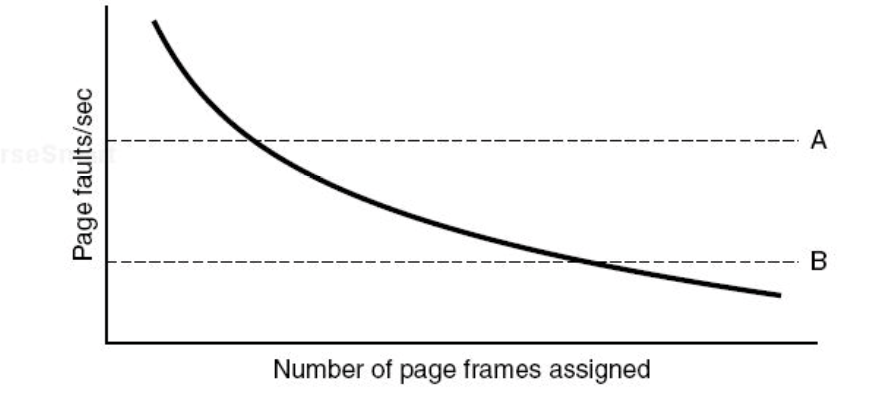 Page faults/sec
A
B
Number of page frames assigned